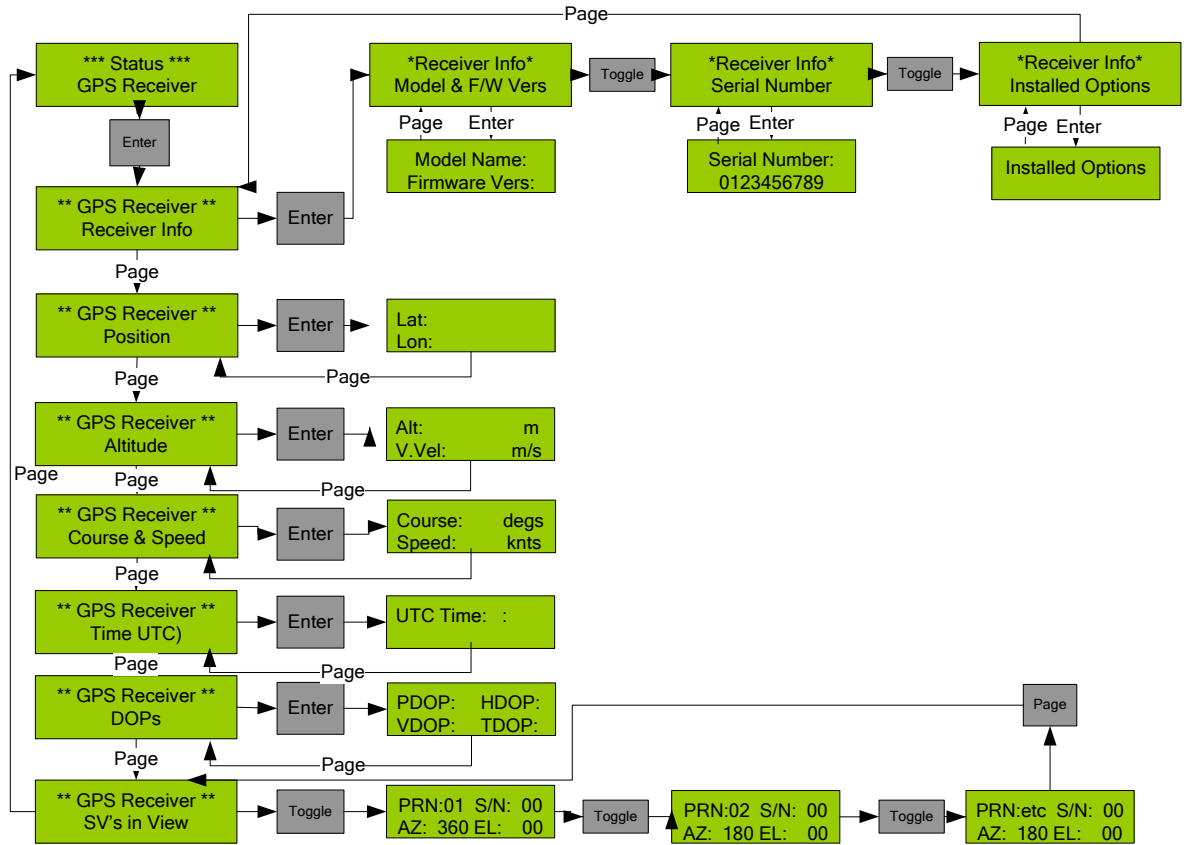 Page
*** Status ***
GPS Receiver
*Receiver Info*
Model & F/W Vers
Toggle
*Receiver Info*
Serial Number
Toggle
*Receiver Info*
Installed Options
Enter
Page Enter
Page Enter
Page Enter
Model Name:
Firmware Vers:
Serial Number:
0123456789
Installed Options
** GPS Receiver **
Receiver Info
Enter
Page
** GPS Receiver **
Position
Enter
Lat:
Lon:
Page
Page
** GPS Receiver **
Altitude
Enter
Alt: m
V.Vel: m/s
Page
Page
Page
** GPS Receiver **
Course & Speed
Enter
Course: degs
Speed: knts
Page
** GPS Receiver **
Time UTC)
Enter
UTC Time: :
Page
Page
** GPS Receiver **
DOPs
Enter
PDOP: HDOP:
VDOP: TDOP:
Page
Page
Page
** GPS Receiver **
SV's in View
Toggle
PRN:01 S/N: 00
AZ: 360 EL: 00
Toggle
PRN:02 S/N: 00
AZ: 180 EL: 00
Toggle
PRN:etc S/N: 00
AZ: 180 EL: 00